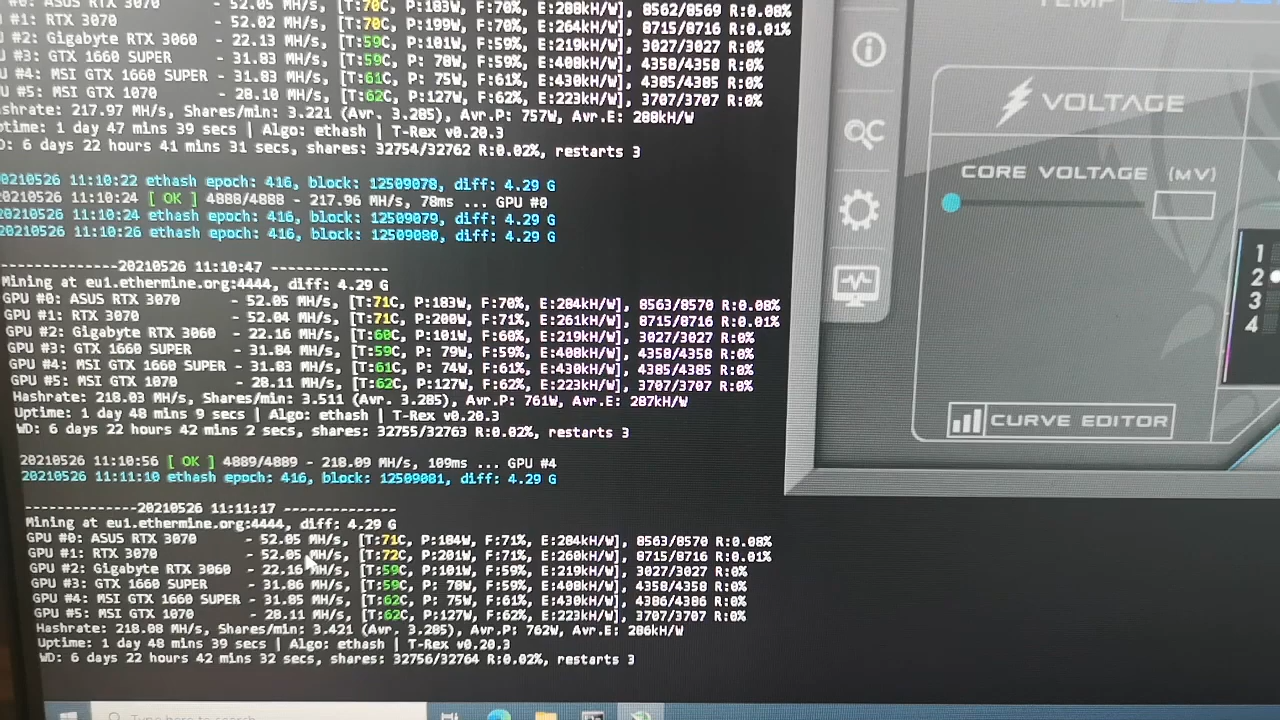 #0: ASUS RTX 3070 - 52.05 MH/s, [T:70C, P:183W, F:70%, E:288kH/W], 8562/8569 R:0.08%
U #1: RTX 3070 - 52.02 MH/s, [T:70C, P:199W, F:70%, E:264kH/W], 8715/8716 R:0.01%
U #2: Gigabyte RTX 3060 - 22.13 MH/s, [T:59C, P:101W, F:59%, E:219kH/W], 3027/3027 R:0%
U #3: GTX 1660 SUPER - 31.83 MH/s, [T:59C, P: 78W, F:59%, E:408kH/W], 4358/4358 R:0%
U #4: MSI GTX 1660 SUPER - 31.83 MH/s, [T:61C, P: 75W, F:61%, E:430kH/W], 4385/4385 R:0%
U #5: MSI GTX 1070 - 28.10 MH/s, [T:62C, P:127W, F:62%, E:223kH/W], 3707/3707 R:0%
shrate: 217.97 MH/s, Shares/min: 3.221 (Avr. 3.285), Avr.P: 757W, Avr.E: 288kH/W
ptime: 1 day 47 mins 39 secs | Algo: ethash | T-Rex v0.20.3
D: 6 days 22 hours 41 mins 31 secs, shares: 32754/32762 R:0.02%, restarts 3
0210526 11:10:22 ethash epoch: 416, block: 12509078, diff: 4.29 G
0210526 11:10:24 [ OK ] 4888/4888 - 217.96 MH/s, 78ms ... GPU #0
0210526 11:10:24 ethash epoch: 416, block: 12509079, diff: 4.29 G
0210526 11:10:26 ethash epoch: 416, block: 12509080, diff: 4.29 G
--------------20210526 11:10:47 --------------
Mining at eu1.ethermine.org:4444, diff: 4.29 G
GPU #0: ASUS RTX 3070 - 52.05 MH/s, [T:71C, P:183W, F:70%, E:284kH/W], 8563/8570 R:0.08%
GPU #1: RTX 3070 - 52.04 MH/s, [T:71C, P:200W, F:71%, E:261kH/W], 8715/8716 R:0.01%
GPU #2: Gigabyte RTX 3060 - 22.16 MH/s, [T:60C, P:101W, F:60%, E:219kH/W], 3027/3027 R:0%
GPU #3: GTX 1660 SUPER - 31.84 MH/s, [T:59C, P: 79W, F:59%, E:408kH/W], 4358/4358 R:0%
GPU #4: MSI GTX 1660 SUPER - 31.83 MH/s, [T:61C, P: 74W, F:61%, E:430kH/W], 4385/4385 R:0%
GPU #5: MSI GTX 1070 - 28.11 MH/s, [T:62C, P:127W, F:62%, E:223kH/W], 3707/3707 R:0%
Hashrate: 218.03 MH/s, Shares/min: 3.511 (Avr. 3.285), Avr.P: 761W, Avr.E: 287kH/W
Uptime: 1 day 48 mins 9 secs | Algo: ethash | T-Rex v0.20.3
WD: 6 days 22 hours 42 mins 2 secs, shares: 32755/32763 R:0.02%, restarts 3
20210526 11:10:56 [ OK ] 4889/4889 - 218.09 MH/s, 109ms ... GPU #4
20210526 11:11:10 ethash epoch: 416, block: 12509081, diff: 4.29 G
--------------20210526 11:11:17 --------------
Mining at eu1.ethermine.org:4444, diff: 4.29 G
GPU #0: ASUS RTX 3070 - 52.05 MH/s, [T:71C, P:184W, F:71%, E:284kH/W], 8563/8570 R:0.08%
GPU #1: RTX 3070 - 52.05 MH/s, [T:72C, P:201W, F:71%, E:260kH/W], 8715/8716 R:0.01%
GPU #2: Gigabyte RTX 3060 - 22.16 MH/s, [T:59C, P:101W, F:59%, E:219kH/W], 3027/3027 R:0%
GPU #3: GTX 1660 SUPER - 31.86 MH/s, [T:59C, P: 78W, F:59%, E:408kH/W], 4358/4358 R:0%
GPU #4: MSI GTX 1660 SUPER - 31.85 MH/s, [T:62C, P: 75W, F:61%, E:430kH/W], 4386/4386 R:0%
GPU #5: MSI GTX 1070 - 28.11 MH/s, [T:62C, P:127W, F:62%, E:223kH/W], 3707/3707 R:0%
Hashrate: 218.08 MH/s, Shares/min: 3.421 (Avr. 3.285), Avr.P: 762W, Avr.E: 286kH/W
Uptime: 1 day 48 mins 39 secs | Algo: ethash | T-Rex v0.20.3
WD: 6 days 22 hours 42 mins 32 secs, shares: 32756/32764 R:0.02%, restarts 3
Type here to search
TEMP
VOLTAGE
CORE VOLTAGE (MV)
CURVE EDITOR
1
2
3
4